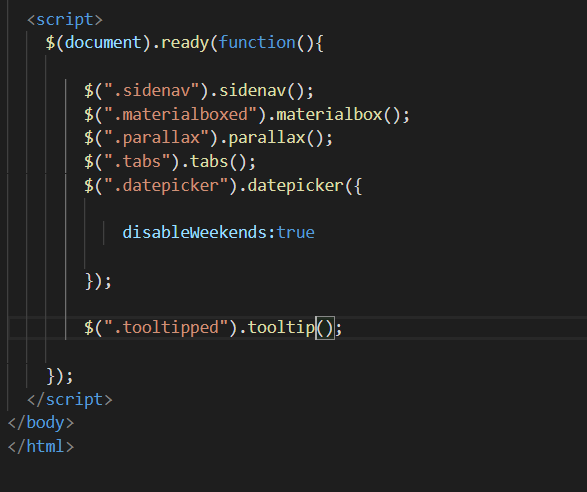 <script>
$(document).ready(function(){
$(".sidenav").sidenav();
$(".materialboxed").materialbox();
$(".parallax").parallax();
$(".tabs").tabs();
$(".datepicker").datepicker({
disableWeekends:true
});
$(".tooltipped").tooltip();
});
</script>
</body>
</html>